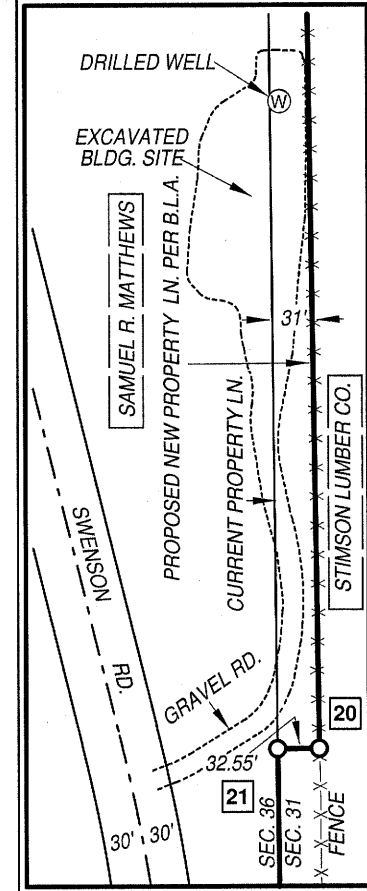 DRILLED WELL
W
EXCAVATED
BLDG. SITE
SAMUEL R. MATTHEWS
PROPOSED NEW PROPERTY LN. PER B.L.A.
31'
CURRENT PROPERTY LN.
STIMSON LUMBER CO.
SWENSON
RD.
GRAVEL RD.
32.55'
20
21
30'
30'
SEC. 36
SEC. 31
FENCE